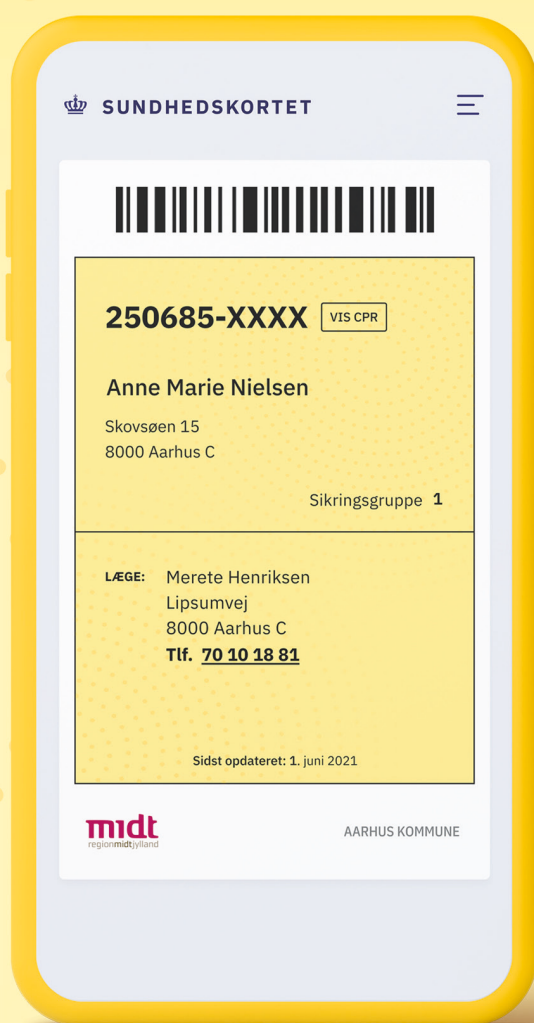 SUNDHEDSKORTET
250685-XXXX VIS CPR
Anne Marie Nielsen
Skovsøen 15
8000 Aarhus C
Sikringsgruppe 1
LÆGE: Merete Henriksen
Lipsumvej
8000 Aarhus C
Tlf. 70 10 18 81
Sidst opdateret: 1. juni 2021
midt
regionmidtjylland
AARHUS KOMMUNE